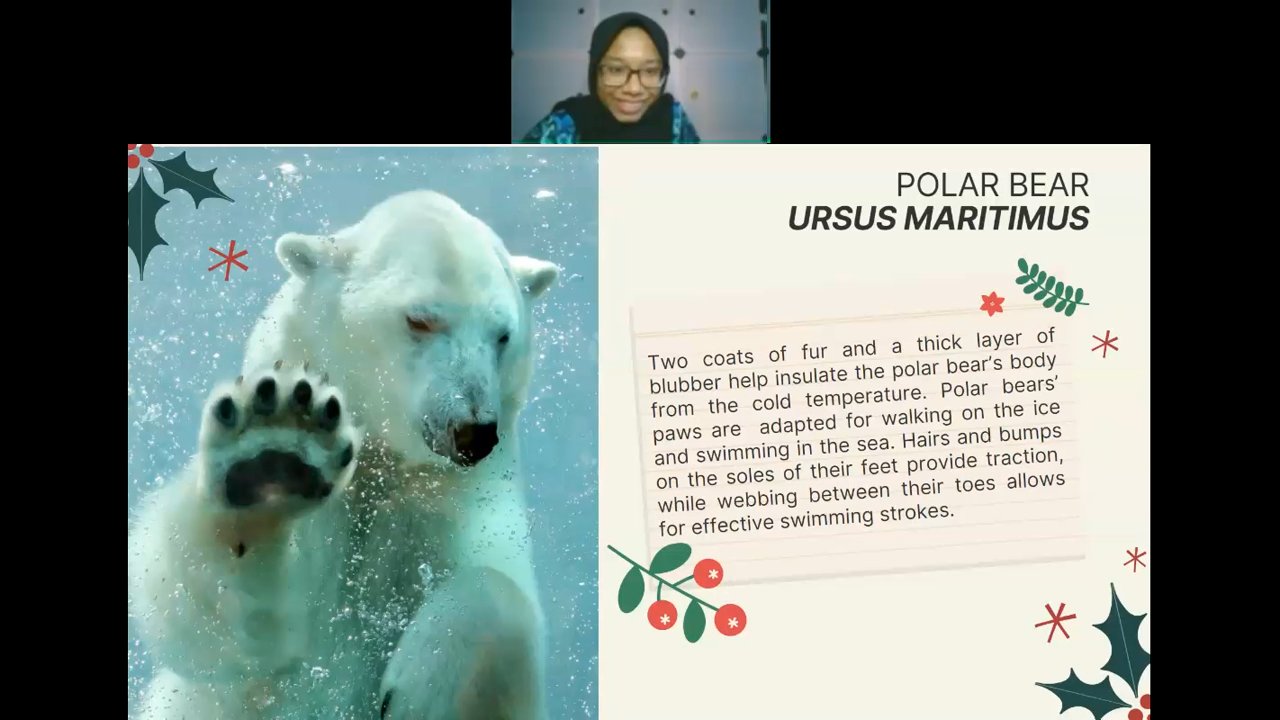 POLAR BEAR
URSUS MARITIMUS
Two coats of fur and a thick layer of
blubber help insulate the polar bear’s body
from the cold temperature. Polar bears’
paws are adapted for walking on the ice
and swimming in the sea. Hairs and bumps
on the soles of their feet provide traction,
while webbing between their toes allows
for effective swimming strokes.